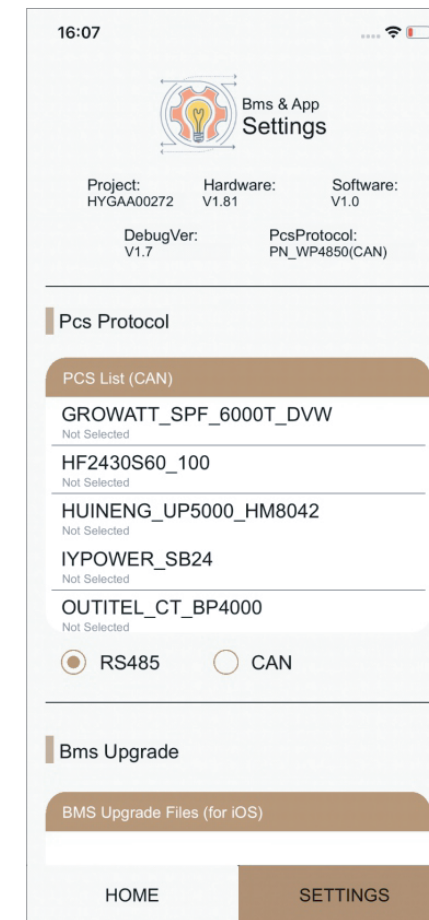 16:07
Bms & App
Settings
Project: Hardware: Software:
HYGAA00272 V1.81 V1.0
DebugVer: PcsProtocol:
V1.7 PN_WP4850(CAN)
Pcs Protocol
PCS List (CAN)
GROWATT_SPF_6000T_DVW
Not Selected
HF2430S60_100
Not Selected
HUINENG_UP5000_HM8042
Not Selected
IYPOWER_SB24
Not Selected
OUTITEL_CT_BP4000
Not Selected
RS485 CAN
Bms Upgrade
BMS Upgrade Files (for iOS)
HOME SETTINGS